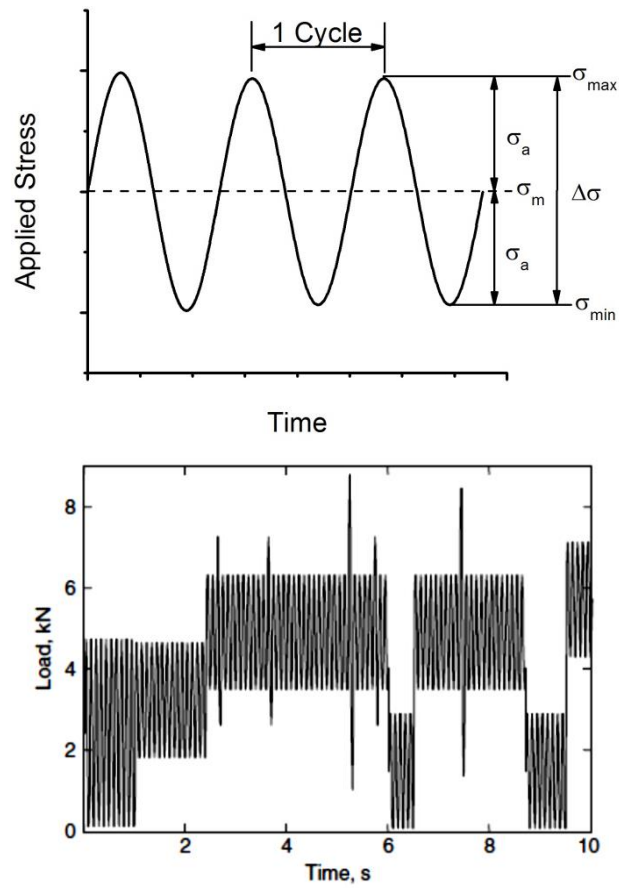 1 Cycle
σmax
σa
Applied Stress
σm
Δσ
σa
σmin
Time
8
6
Load, kN
4
2
0
2
4
6
8
10
Time, s